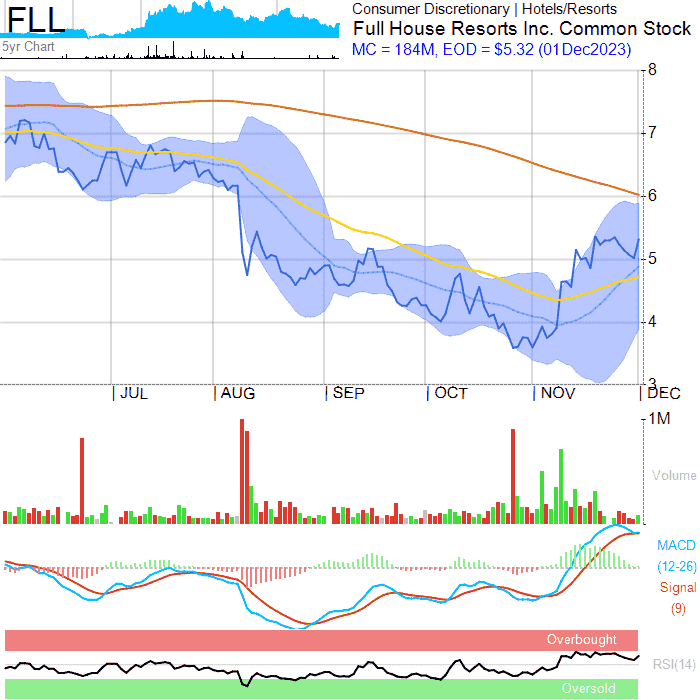 FLL
5yr Chart
Consumer Discretionary | Hotels/Resorts
Full House Resorts Inc. Common Stock
MC = 184M, EOD = $5.32 (01Dec2023)
8
7
6
5
4
3
JUL AUG SEP OCT NOV DEC
1M
Volume
MACD
(12-26)
Signal
(9)
Overbought
RSI(14)
Oversold